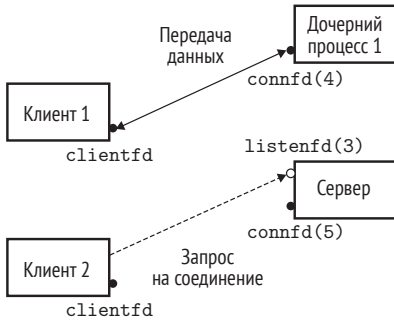 Передача
данных
Дочерний
процесс 1
connfd(4)
Клиент 1
clientfd
listenfd(3)
Сервер
connfd(5)
Запрос
на соединение
Клиент 2
clientfd